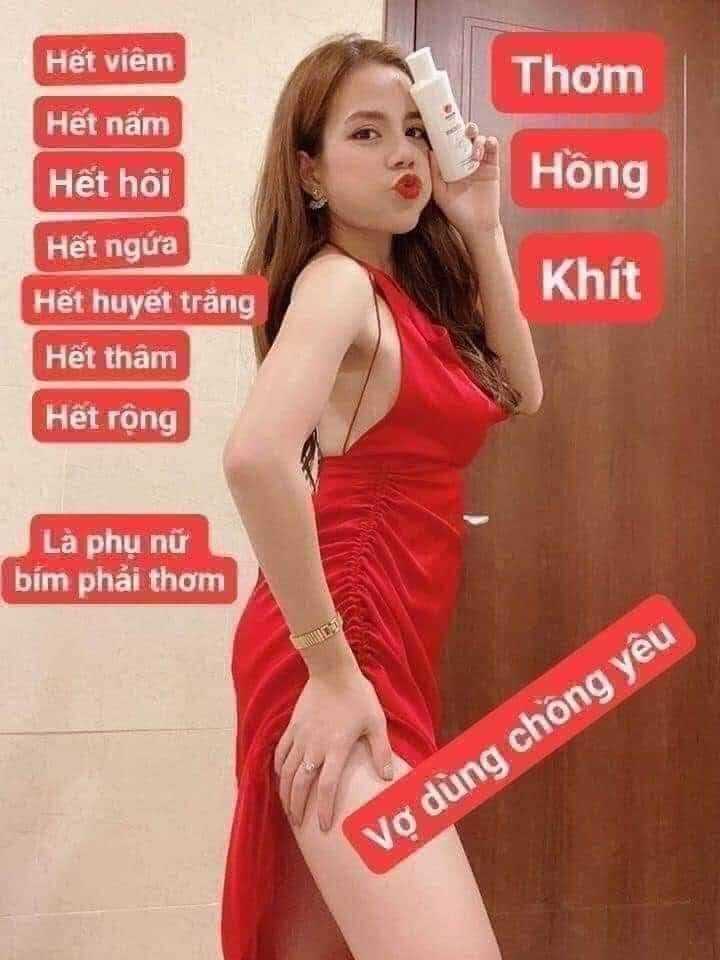 Hết viêm
Hết nấm
Hết hôi
Hết ngứa
Hết huyết trắng
Hết thâm
Hết rộng
Là phụ nữ
bím phải thơm
Thơm
Hồng
Khít
Vợ dùng chồng yêu